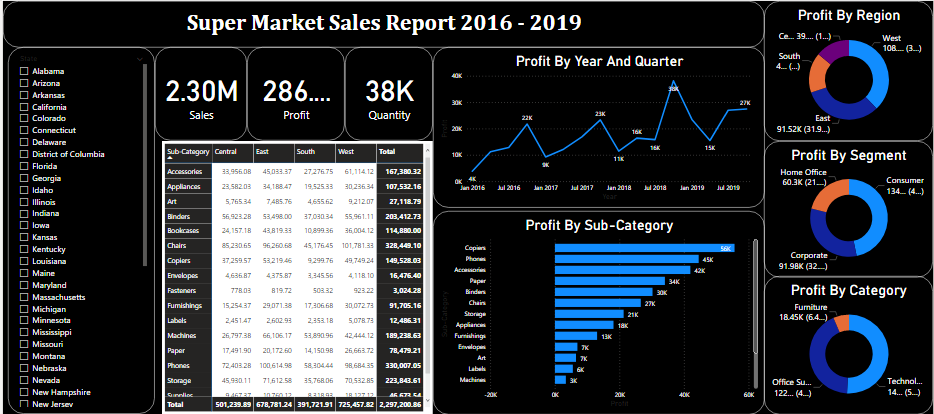 Super Market Sales Report 2016 - 2019
State
Alabama
Arizona
Arkansas
California
Colorado
Connecticut
Delaware
District of Columbia
Florida
Georgia
Idaho
Illinois
Indiana
Iowa
Kansas
Kentucky
Louisiana
Maine
Maryland
Massachusetts
Michigan
Minnesota
Mississippi
Missouri
Montana
Nebraska
Nevada
New Hampshire
New Jersey
2.30M
Sales
286....
Profit
38K
Quantity
Sub-Category Central East South West Total
Accessories 33,956.08 45,033.37 27,276.75 61,114.12 167,380.32
Appliances 23,582.03 34,188.47 19,525.33 30,236.34 107,532.16
Art 5,765.34 7,485.76 4,655.62 9,212.07 27,118.79
Binders 56,923.28 53,498.00 37,030.34 55,961.11 203,412.73
Bookcases 24,157.18 43,819.33 10,899.36 36,004.12 114,880.00
Chairs 85,230.65 96,260.68 45,176.45 101,781.33 328,449.10
Copiers 37,259.57 53,219.46 9,299.76 49,749.24 149,528.03
Envelopes 4,636.87 4,375.87 3,345.56 4,118.10 16,476.40
Fasteners 778.03 819.72 503.32 923.22 3,024.28
Furnishings 15,254.37 29,071.38 17,306.68 30,072.73 91,705.16
Labels 2,451.47 2,602.93 2,353.18 5,078.73 12,486.31
Machines 26,797.38 66,106.17 53,890.96 42,444.12 189,238.63
Paper 17,491.90 20,172.60 14,150.98 26,663.72 78,479.21
Phones 72,403.28 100,614.98 58,304.44 98,684.35 330,007.05
Storage 45,930.11 71,612.58 35,768.06 70,532.85 223,843.61
Supplies 9,467.37 10,760.12 8,318.93 18,127.12 46,673.54
Total 501,239.89 678,781.24 391,721.91 725,457.82 2,297,200.86
Profit By Year And Quarter
40K
30K
20K
10K
0K
Profit
4K
22K
9K
23K
11K
16K
16K
38K
15K
27K
Jan 2016 Jul 2016 Jan 2017 Jul 2017 Jan 2018 Jul 2018 Jan 2019 Jul 2019
Year
Profit By Sub-Category
Sub-Category
Copiers 56K
Phones 45K
Accessories 42K
Paper 34K
Binders 30K
Chairs 27K
Storage 21K
Appliances 18K
Furnishings 13K
Envelopes 7K
Art 7K
Labels 6K
Machines 3K
-20K 0K 20K 40K 60K
Profit
Profit By Region
Ce... 39.... (1...)
West
108.... (3...)
South
4... (...)
East
91.52K (31.9...)
Profit By Segment
Home Office
60.3K (21...)
Consumer
134... (4...)
Corporate
91.98K (32....)
Profit By Category
Furniture
18.45K (6.4...)
Office Su...
122... (4...)
Technol...
14... (5...)